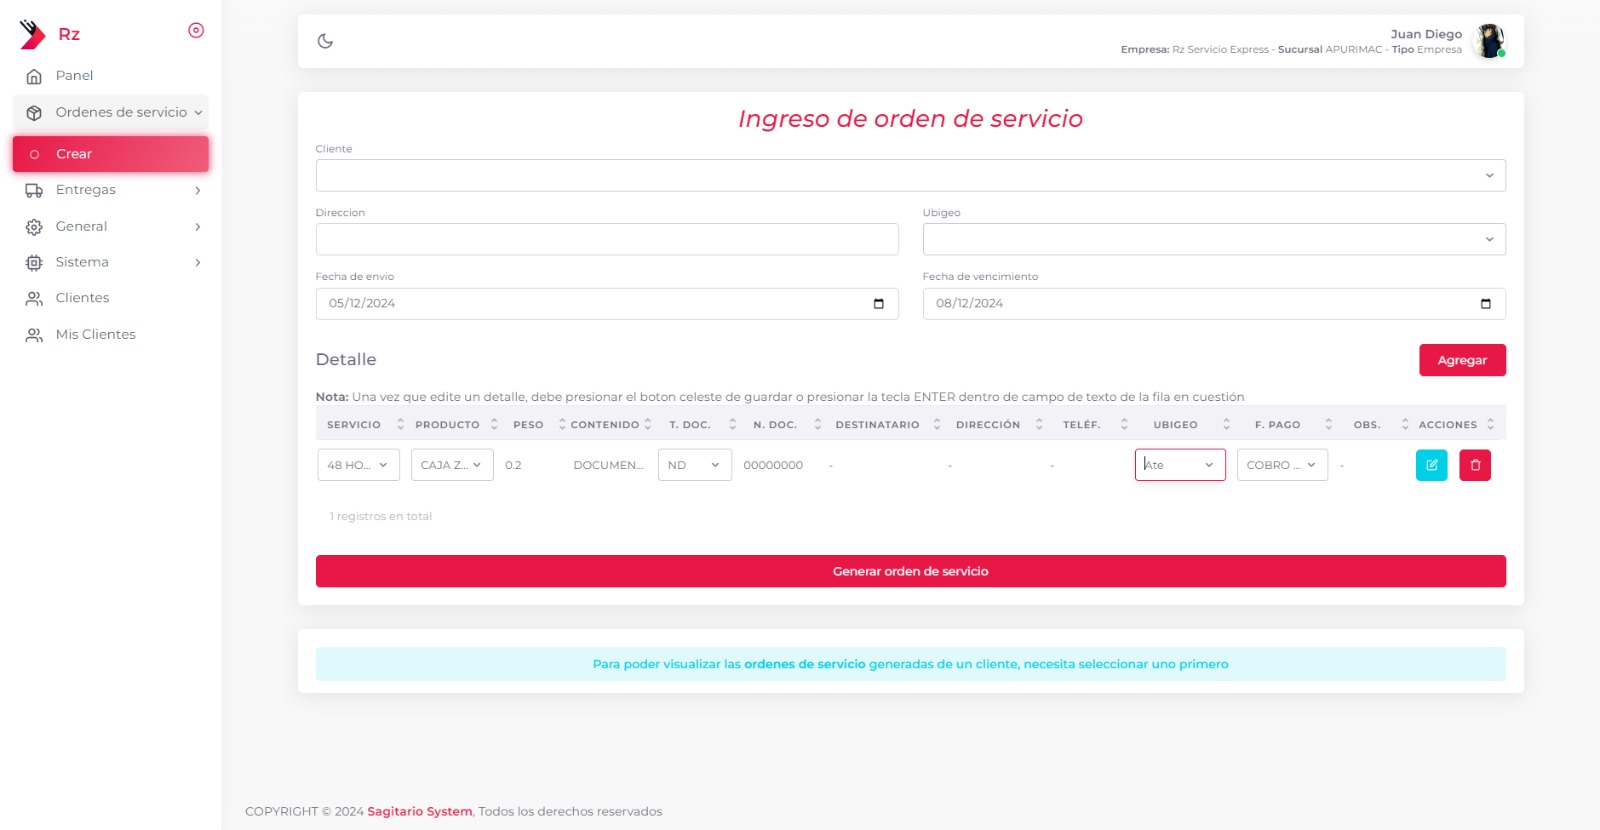 Rz
Panel
Ordenes de servicio
Crear
Entregas
General
Sistema
Clientes
Mis Clientes
Juan Diego
Empresa: Rz Servicio Express - Sucursal APURIMAC - Tipo Empresa
Ingreso de orden de servicio
Cliente
Direccion
Ubigeo
Fecha de envio
Fecha de vencimiento
05/12/2024
08/12/2024
Detalle
Agregar
Nota: Una vez que edite un detalle, debe presionar el boton celeste de guardar o presionar la tecla ENTER dentro de campo de texto de la fila en cuestión
SERVICIO PRODUCTO PESO CONTENIDO T. DOC. N. DOC. DESTINATARIO DIRECCIÓN TELÉF. UBIGEO F. PAGO OBS. ACCIONES
48 HO... CAJA Z... 0.2 DOCUMEN... ND 00000000 - - - Ate COBRO ... -
1 registros en total
Generar orden de servicio
Para poder visualizar las ordenes de servicio generadas de un cliente, necesita seleccionar uno primero
COPYRIGHT © 2024 Sagitario System, Todos los derechos reservados